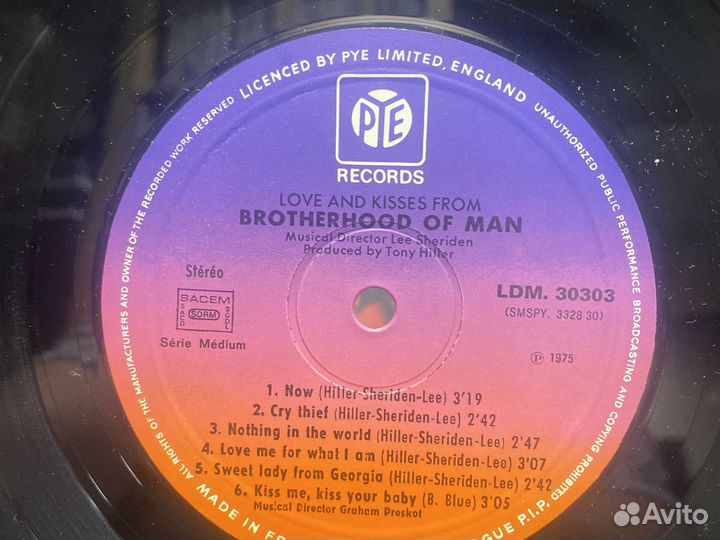 ALL RIGHTS OF THE MANUFACTURERS AND OWNER OF THE RECORDED WORK RESERVED LICENCED BY PYE LIMITED, ENGLAND UNAUTHORIZED PUBLIC PERFORMANCE BROADCASTING AND COPYING PROHIBITED
PYE
RECORDS
LOVE AND KISSES FROM
BROTHERHOOD OF MAN
Musical Director Lee Sheriden
Produced by Tony Hiller
Stéréo
LDM. 30303
(SMSPY. 3328 30)
SACEM
SACD SDRM SGDL
Série Médium
Ⓟ 1975
1. Now (Hiller-Sheriden-Lee) 3'19
2. Cry thief (Hiller-Sheriden-Lee) 2'42
3. Nothing in the world (Hiller-Sheriden-Lee) 2'47
4. Love me for what I am (Hiller-Sheriden-Lee) 3'07
5. Sweet lady from Georgia (Hiller-Sheriden-Lee) 2'42
6. Kiss me, kiss your baby (B. Blue) 3'05
Musical Director Graham Preskot
MADE IN
P.I.P.
Avito